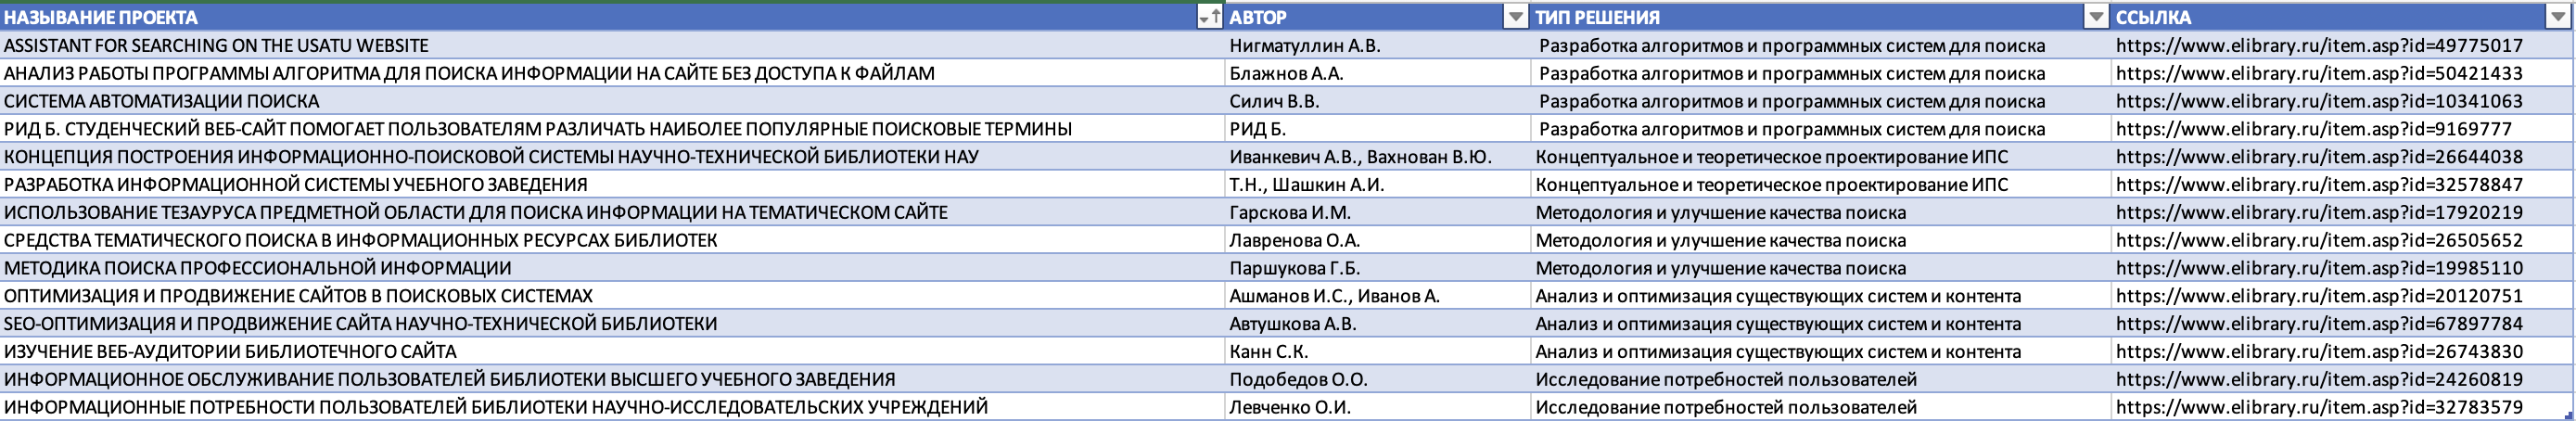 НАЗЫВАНИЕ ПРОЕКТА АВТОР ТИП РЕШЕНИЯ ССЫЛКА
ASSISTANT FOR SEARCHING ON THE USATU WEBSITE Нигматуллин А.В. Разработка алгоритмов и программных систем для поиска https://www.elibrary.ru/item.asp?id=49775017
АНАЛИЗ РАБОТЫ ПРОГРАММЫ АЛГОРИТМА ДЛЯ ПОИСКА ИНФОРМАЦИИ НА САЙТЕ БЕЗ ДОСТУПА К ФАЙЛАМ Блажнов А.А. Разработка алгоритмов и программных систем для поиска https://www.elibrary.ru/item.asp?id=50421433
СИСТЕМА АВТОМАТИЗАЦИИ ПОИСКА Силич В.В. Разработка алгоритмов и программных систем для поиска https://www.elibrary.ru/item.asp?id=10341063
РИД Б. СТУДЕНЧЕСКИЙ ВЕБ-САЙТ ПОМОГАЕТ ПОЛЬЗОВАТЕЛЯМ РАЗЛИЧАТЬ НАИБОЛЕЕ ПОПУЛЯРНЫЕ ПОИСКОВЫЕ ТЕРМИНЫ РИД Б. Разработка алгоритмов и программных систем для поиска https://www.elibrary.ru/item.asp?id=9169777
КОНЦЕПЦИЯ ПОСТРОЕНИЯ ИНФОРМАЦИОННО-ПОИСКОВОЙ СИСТЕМЫ НАУЧНО-ТЕХНИЧЕСКОЙ БИБЛИОТЕКИ НАУ Иванкевич А.В., Вахнован В.Ю. Концептуальное и теоретическое проектирование ИПС https://www.elibrary.ru/item.asp?id=26644038
РАЗРАБОТКА ИНФОРМАЦИОННОЙ СИСТЕМЫ УЧЕБНОГО ЗАВЕДЕНИЯ Т.Н., Шашкин А.И. Концептуальное и теоретическое проектирование ИПС https://www.elibrary.ru/item.asp?id=32578847
ИСПОЛЬЗОВАНИЕ ТЕЗАУРУСА ПРЕДМЕТНОЙ ОБЛАСТИ ДЛЯ ПОИСКА ИНФОРМАЦИИ НА ТЕМАТИЧЕСКОМ САЙТЕ Гарскова И.М. Методология и улучшение качества поиска https://www.elibrary.ru/item.asp?id=17920219
СРЕДСТВА ТЕМАТИЧЕСКОГО ПОИСКА В ИНФОРМАЦИОННЫХ РЕСУРСАХ БИБЛИОТЕК Лавренова О.А. Методология и улучшение качества поиска https://www.elibrary.ru/item.asp?id=26505652
МЕТОДИКА ПОИСКА ПРОФЕССИОНАЛЬНОЙ ИНФОРМАЦИИ Паршукова Г.Б. Методология и улучшение качества поиска https://www.elibrary.ru/item.asp?id=19985110
ОПТИМИЗАЦИЯ И ПРОДВИЖЕНИЕ САЙТОВ В ПОИСКОВЫХ СИСТЕМАХ Ашманов И.С., Иванов А. Анализ и оптимизация существующих систем и контента https://www.elibrary.ru/item.asp?id=20120751
SEO-ОПТИМИЗАЦИЯ И ПРОДВИЖЕНИЕ САЙТА НАУЧНО-ТЕХНИЧЕСКОЙ БИБЛИОТЕКИ Автушкова А.В. Анализ и оптимизация существующих систем и контента https://www.elibrary.ru/item.asp?id=67897784
ИЗУЧЕНИЕ ВЕБ-АУДИТОРИИ БИБЛИОТЕЧНОГО САЙТА Канн С.К. Анализ и оптимизация существующих систем и контента https://www.elibrary.ru/item.asp?id=26743830
ИНФОРМАЦИОННОЕ ОБСЛУЖИВАНИЕ ПОЛЬЗОВАТЕЛЕЙ БИБЛИОТЕКИ ВЫСШЕГО УЧЕБНОГО ЗАВЕДЕНИЯ Подобедов О.О. Исследование потребностей пользователей https://www.elibrary.ru/item.asp?id=24260819
ИНФОРМАЦИОННЫЕ ПОТРЕБНОСТИ ПОЛЬЗОВАТЕЛЕЙ БИБЛИОТЕКИ НАУЧНО-ИССЛЕДОВАТЕЛЬСКИХ УЧРЕЖДЕНИЙ Левченко О.И. Исследование потребностей пользователей https://www.elibrary.ru/item.asp?id=32783579